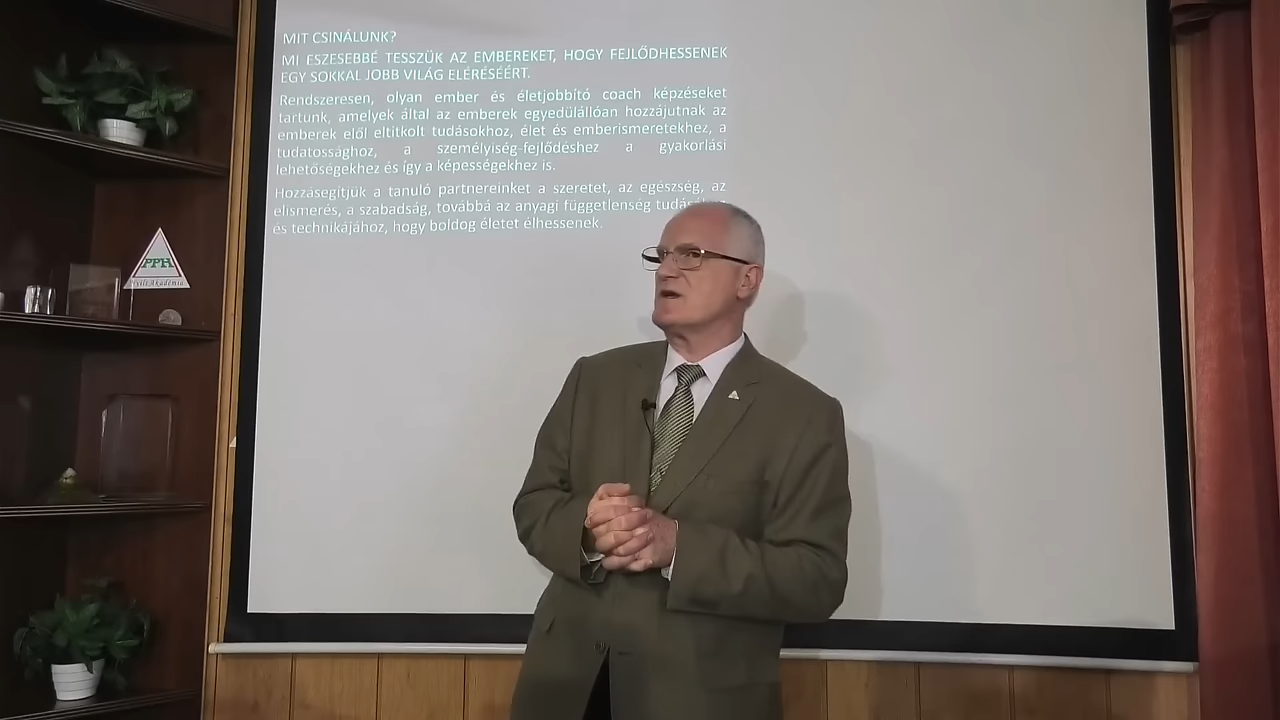 MIT CSINÁLUNK?
MI ESZESEBBÉ TESSZÜK AZ EMBEREKET, HOGY FEJLŐDHESSENEK
EGY SOKKAL JOBB VILÁG ELÉRÉSÉÉRT.
Rendszeresen, olyan ember és életjobbító coach képzéseket
tartunk, amelyek által az emberek egyedülállóan hozzájutnak az
emberek elől eltitkolt tudásokhoz, élet és emberismeretekhez, a
tudatossághoz, a személyiség-fejlődéshez a gyakorlási
lehetőségekhez és így a képességekhez is.
Hozzásegítjük a tanuló partnereinket a szeretet, az egészség, az
elismerés, a szabadság, továbbá az anyagi függetlenség
és technikájához, hogy boldog életet élhessenek.
PPH
Nyílt Akadémia